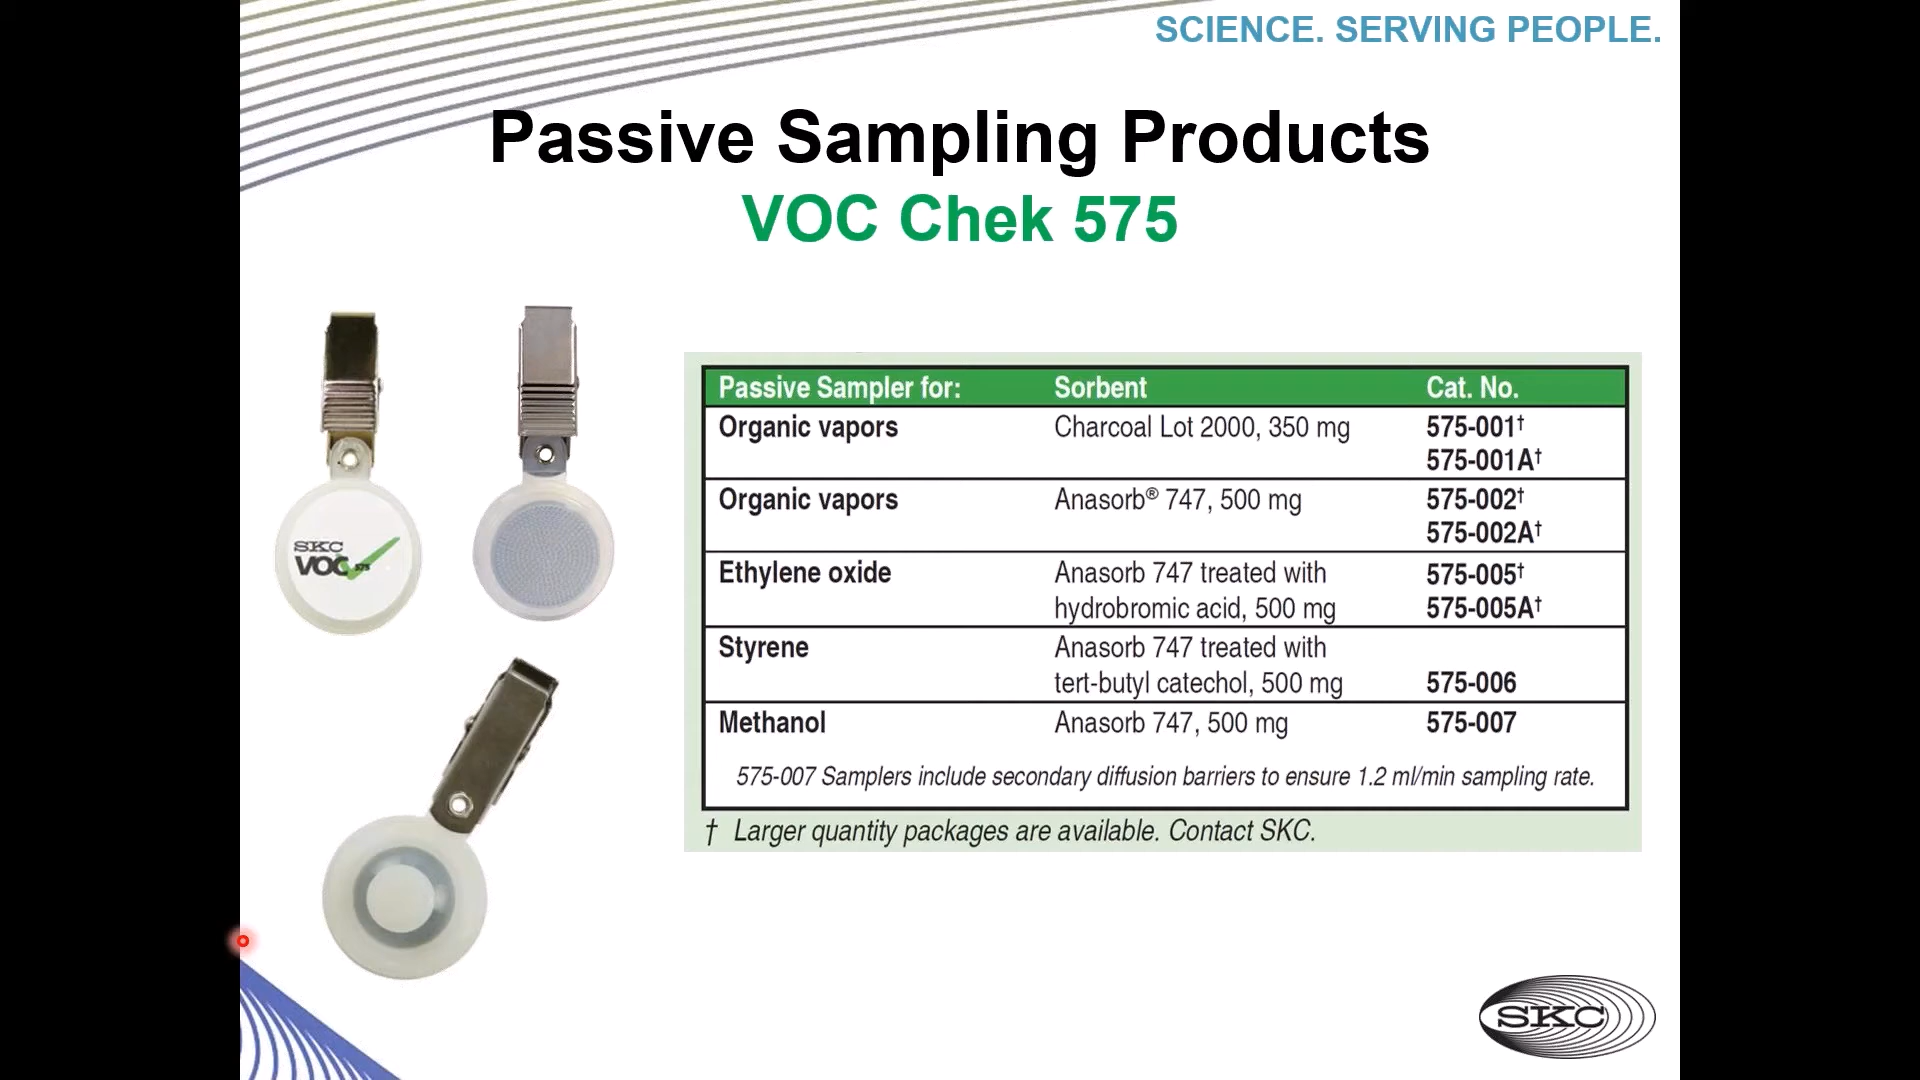 SCIENCE. SERVING PEOPLE.
Passive Sampling Products
VOC Chek 575
SKC
VOC 575
Passive Sampler for: Sorbent Cat. No.
Organic vapors Charcoal Lot 2000, 350 mg 575-001†
575-001A†
Organic vapors Anasorb® 747, 500 mg 575-002†
575-002A†
Ethylene oxide Anasorb 747 treated with 575-005†
hydrobromic acid, 500 mg 575-005A†
Styrene Anasorb 747 treated with
tert-butyl catechol, 500 mg 575-006
Methanol Anasorb 747, 500 mg 575-007
575-007 Samplers include secondary diffusion barriers to ensure 1.2 ml/min sampling rate.
† Larger quantity packages are available. Contact SKC.
SKC